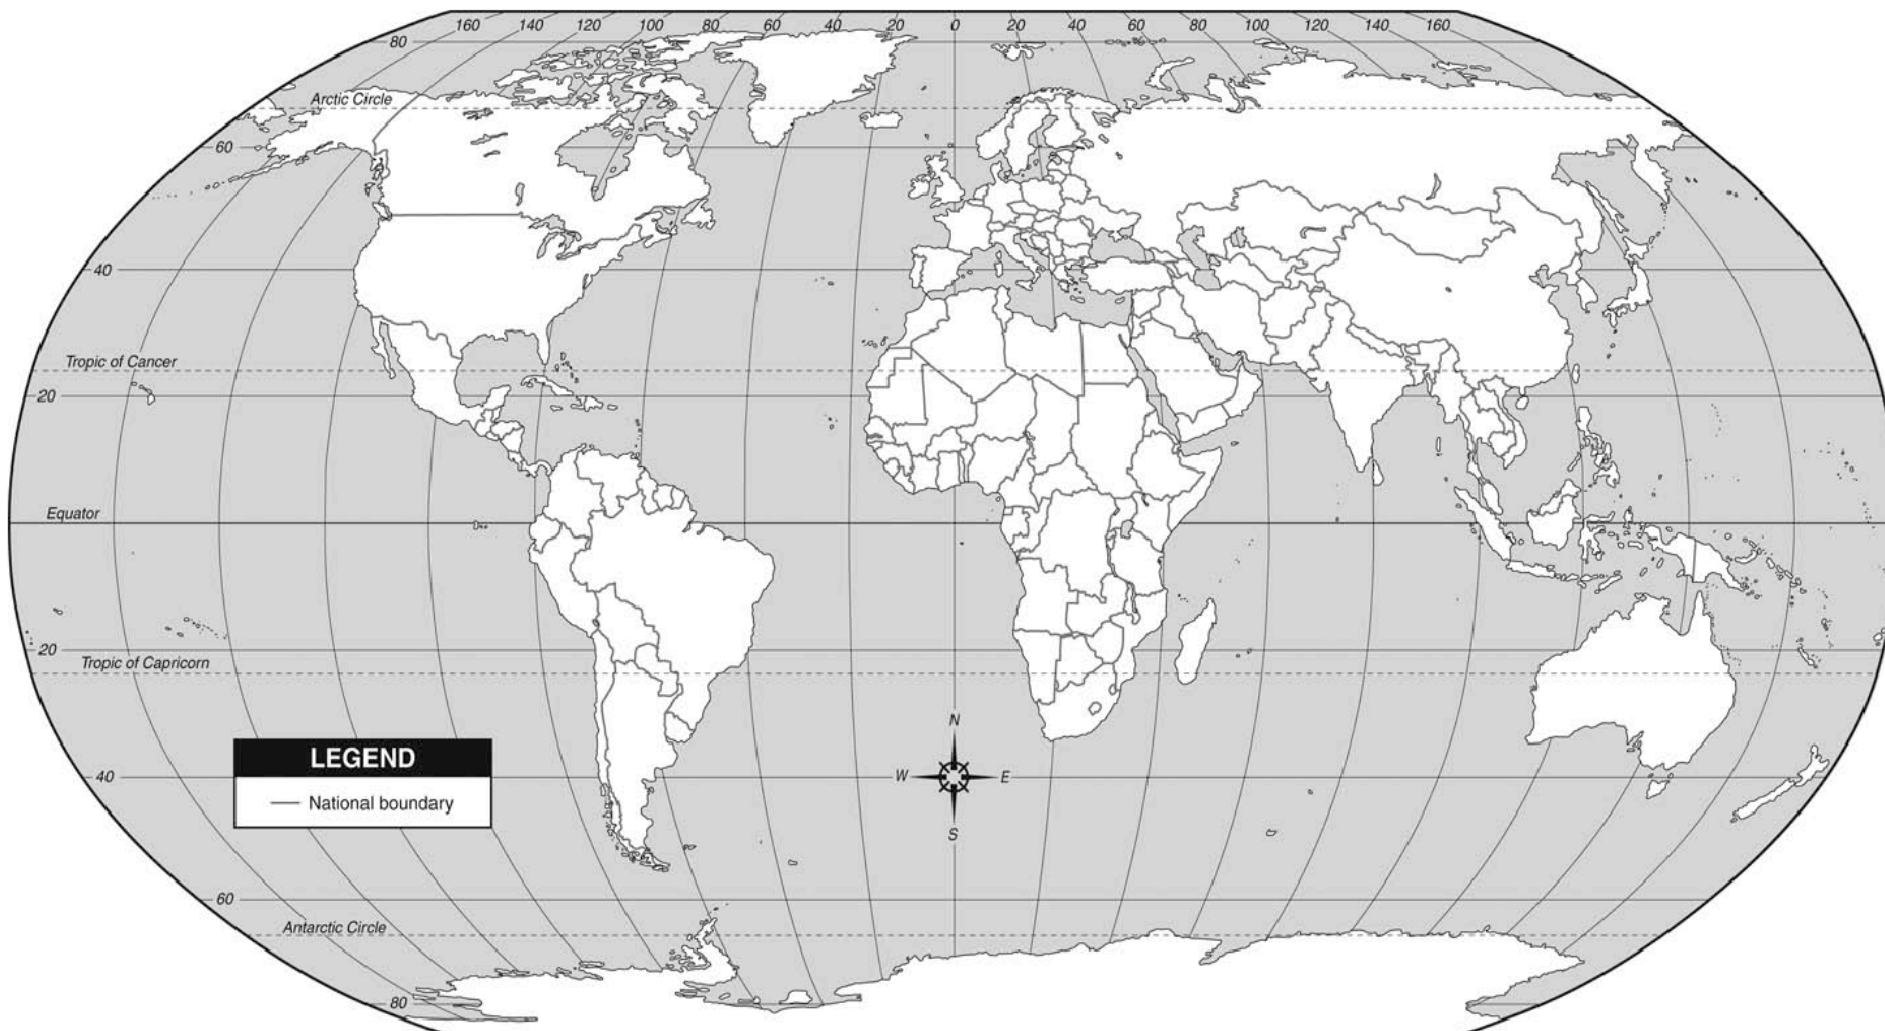 160 140 120 100 80 60 40 20 0 20 40 60 80 100 120 140 160
80
Arctic Circle
60
40
Tropic of Cancer
20
Equator
20
Tropic of Capricorn
N
LEGEND
40
W E
National boundary
S
60
Antarctic Circle
80